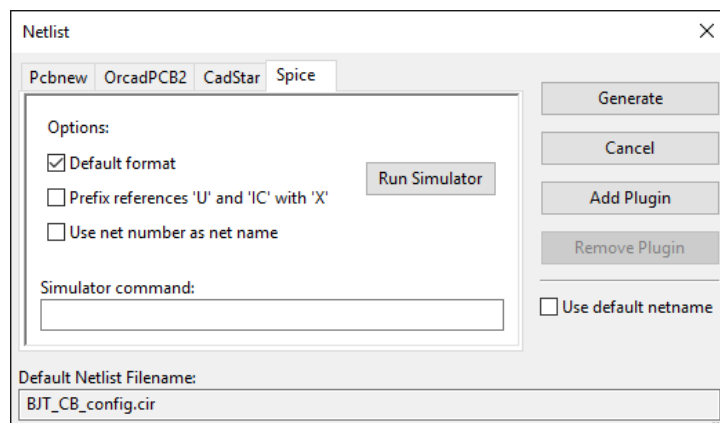 Netlist
Pcbnew OrcadPCB2 CadStar Spice
Options:
Default format
Prefix references 'U' and 'IC' with 'X'
Use net number as net name
Run Simulator
Simulator command:
Generate
Cancel
Add Plugin
Remove Plugin
Use default netname
Default Netlist Filename:
BJT_CB_config.cir